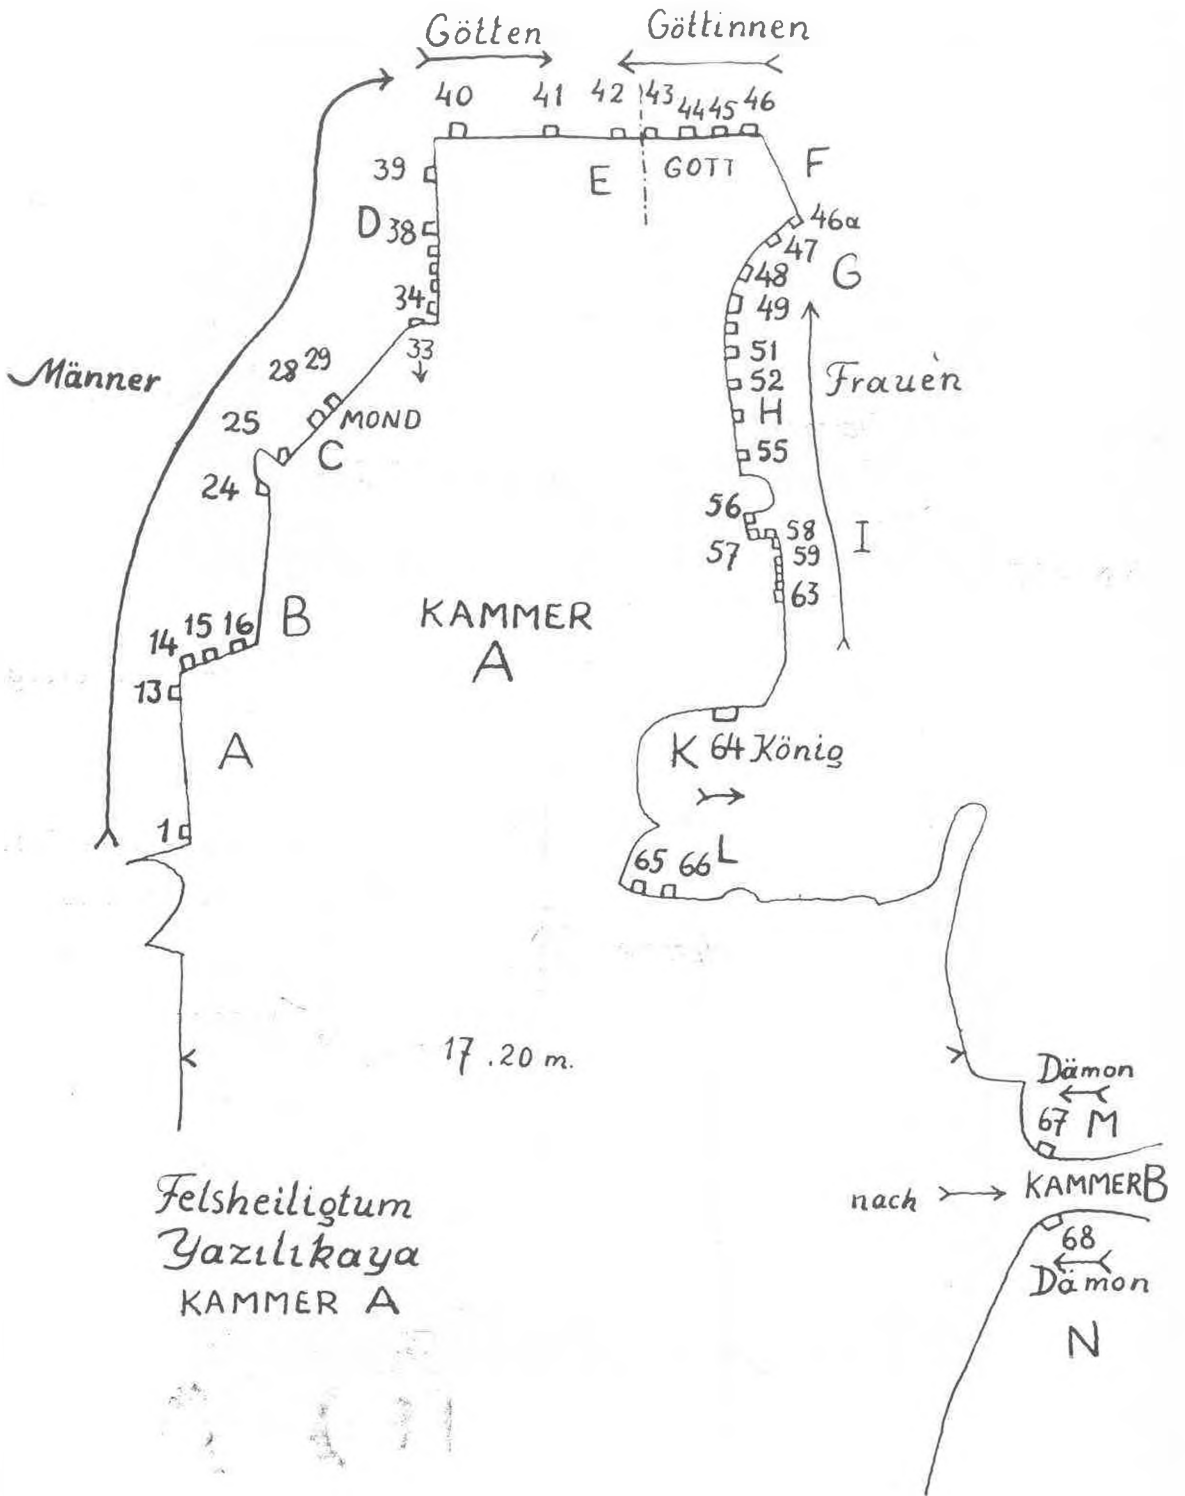 Götten Göttinnen
40 41 42 43 44 45 46
39 E GOTT F
D 38 46a
47
48 G
34 49
33
28 29 51
Männer 52 Frauen
25 MOND H
C 55
24
56 58 I
57 59
63
14 15 16 B KAMMER
A
13
A K 64 König
1
65 66 L
17.20 m.
Dämon
67 M
Felsheiligtum nach KAMMER B
Yazılıkaya 68
KAMMER A Dämon
N